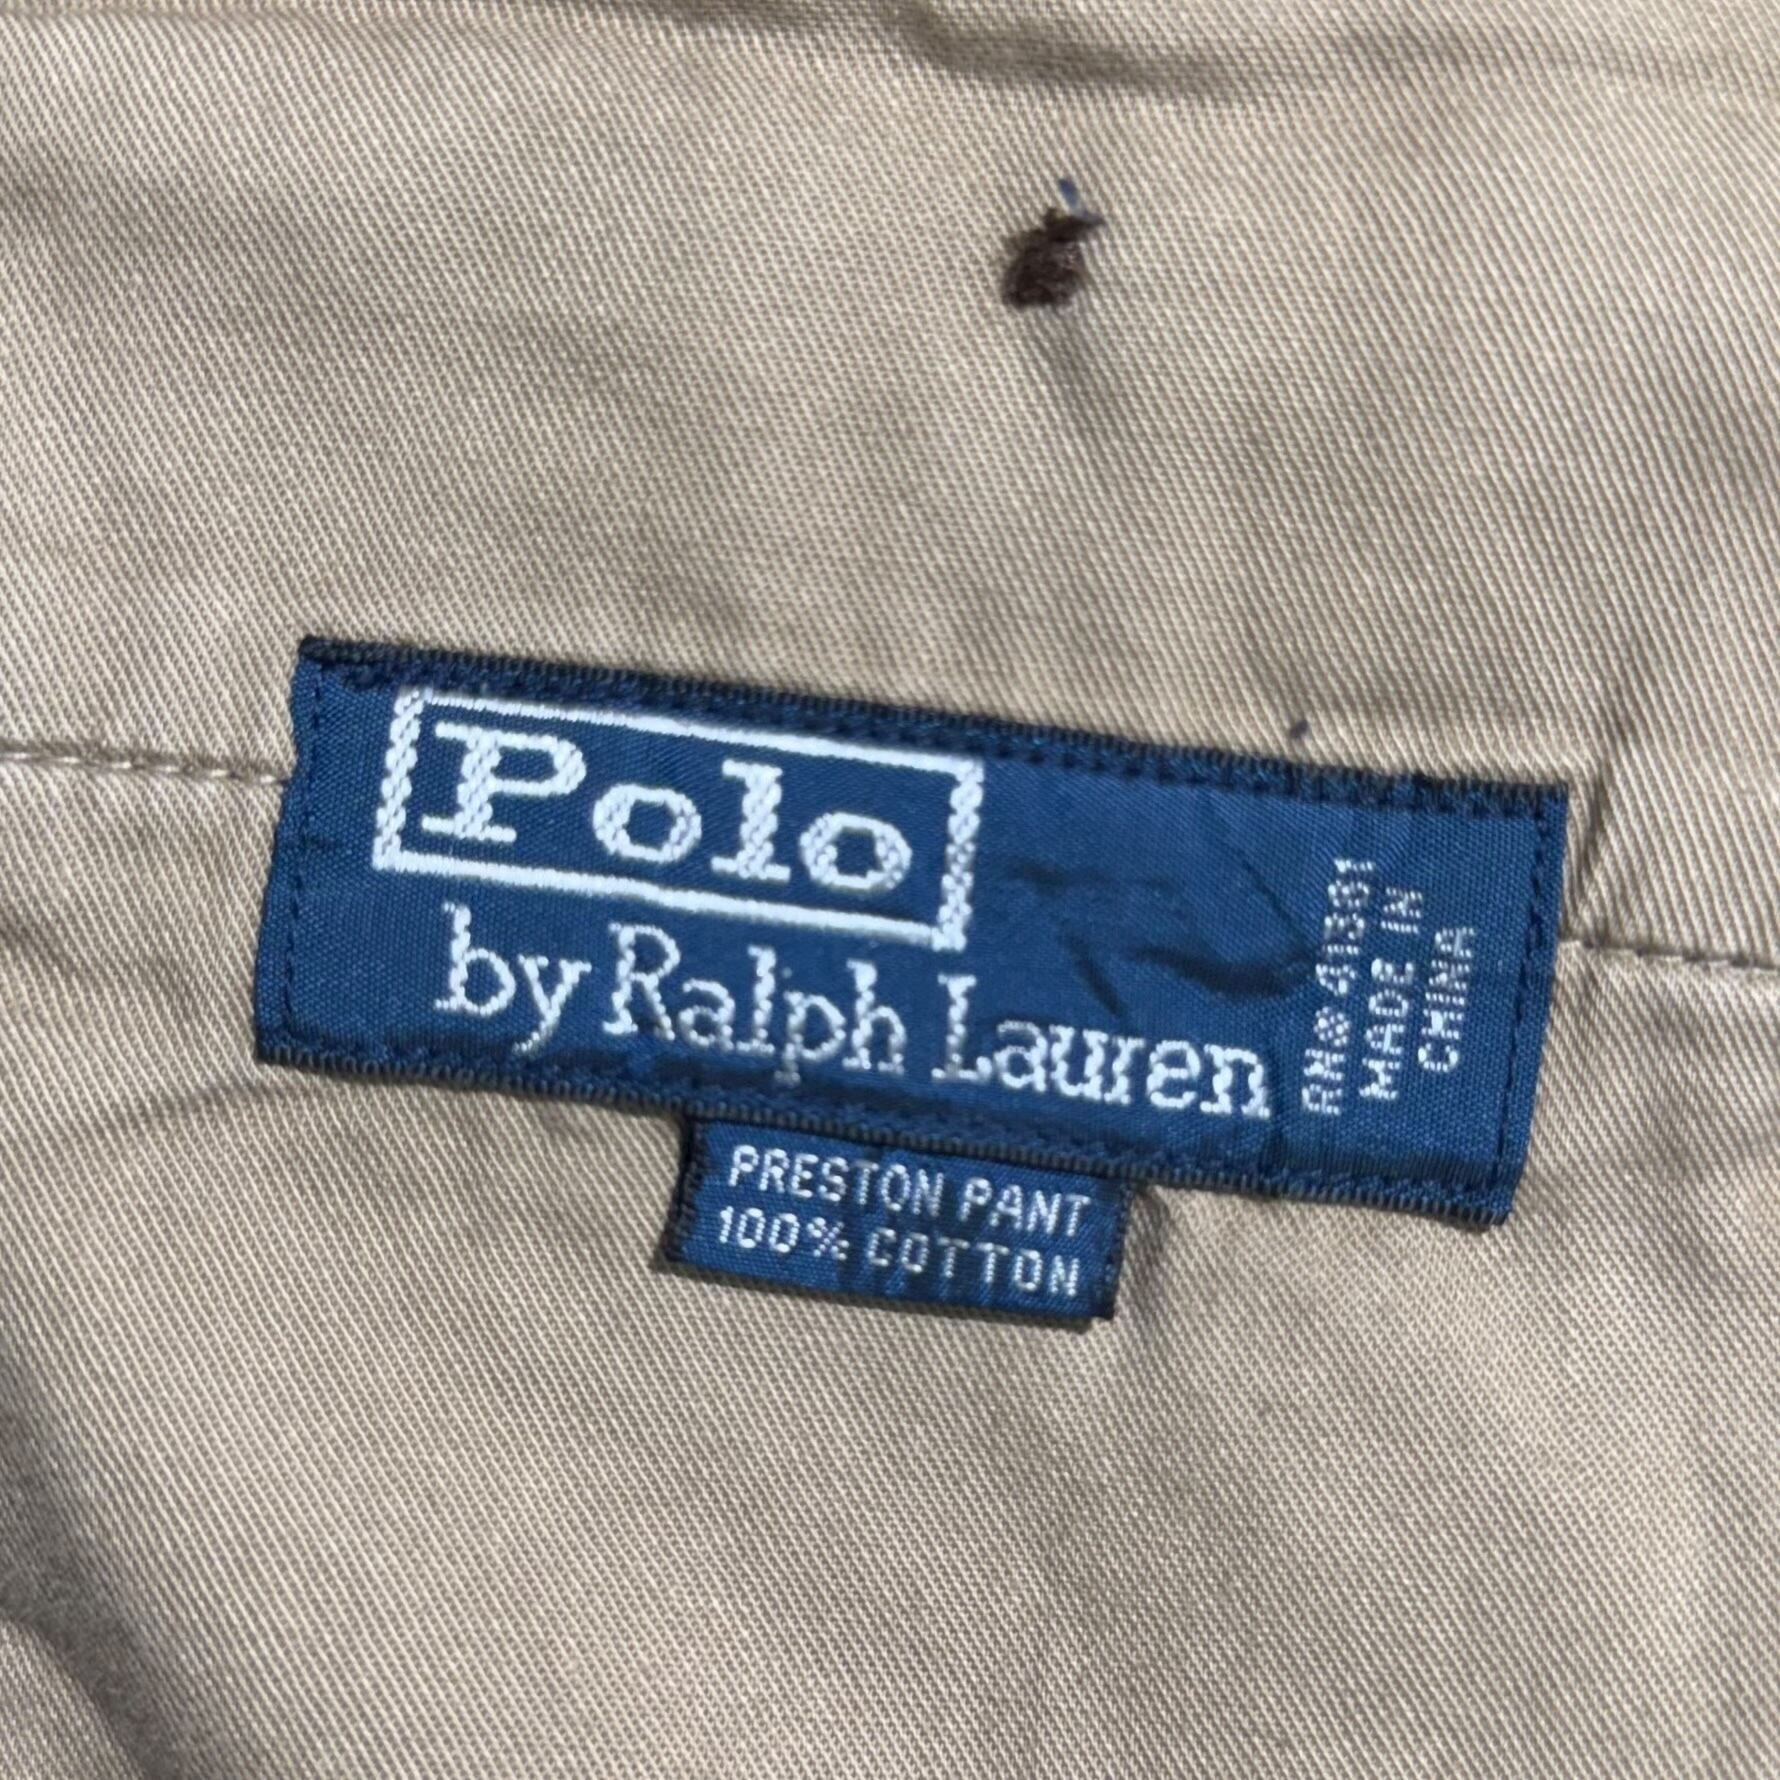 Polo
by Ralph Lauren
RN® 41381
MADE IN
CHINA
PRESTON PANT
100% COTTON